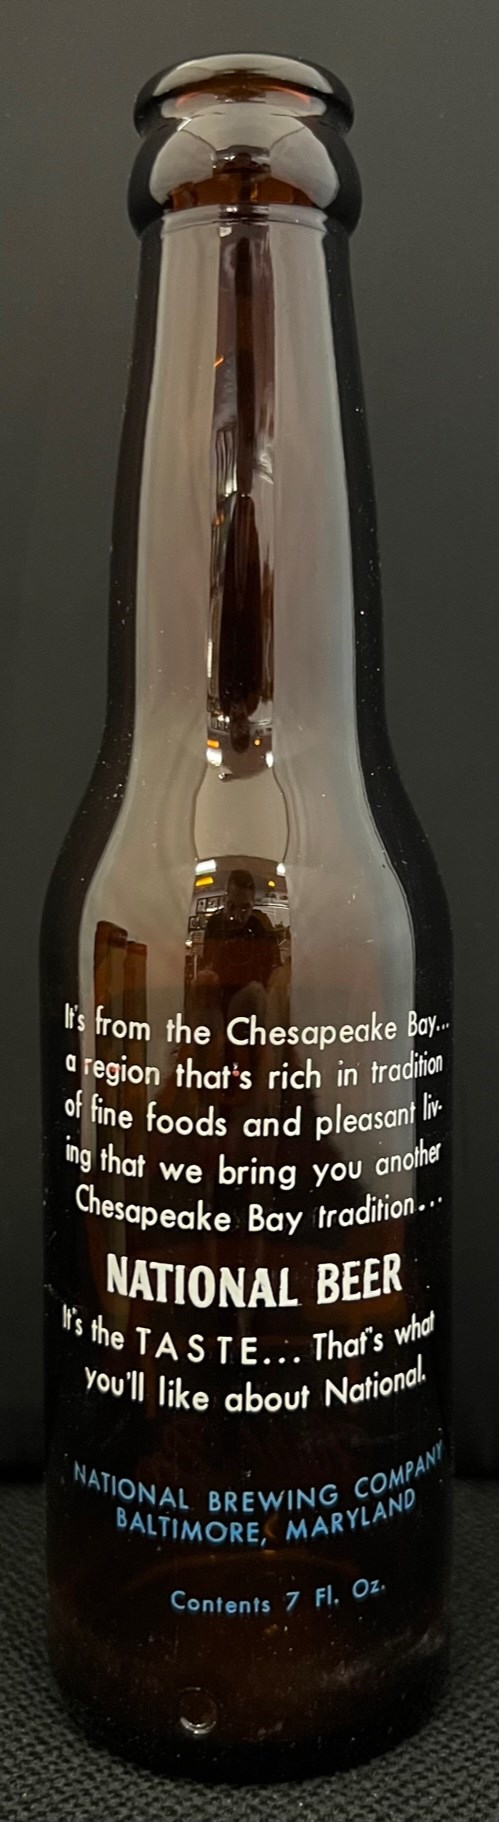 It's from the Chesapeake Bay...
a region that's rich in tradition
of fine foods and pleasant liv-
ing that we bring you another
Chesapeake Bay tradition...
NATIONAL BEER
It's the TASTE... That's what
you'll like about National.
NATIONAL BREWING COMPANY
BALTIMORE, MARYLAND
Contents 7 Fl. Oz.